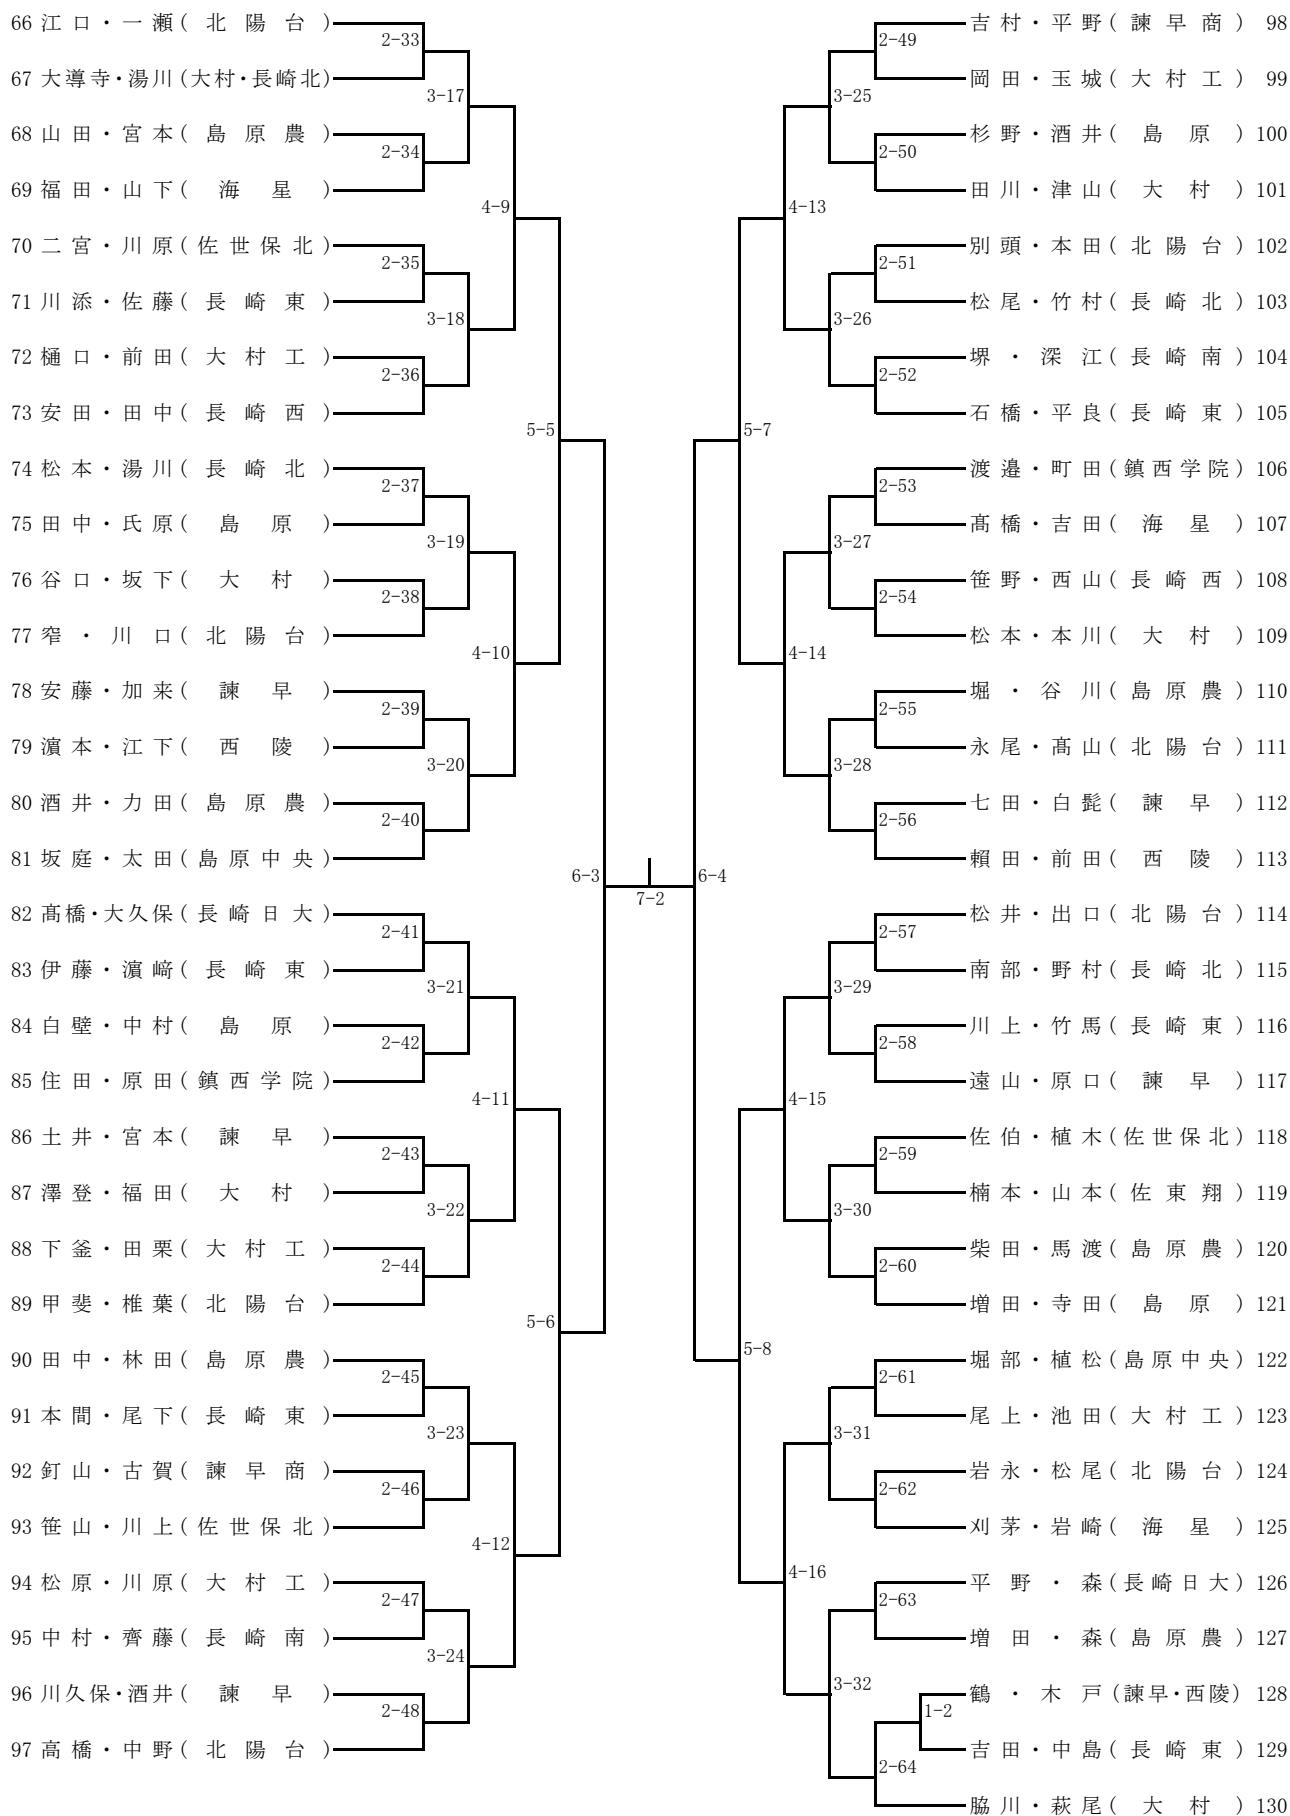 66 江口・一瀬(北陽台)
67 大導寺・湯川(大村・長崎北)
68 山田・宮本(島原農)
69 福田・山下(海星)
70 二宮・川原(佐世保北)
71 川添・佐藤(長崎東)
72 樋口・前田(大村工)
73 安田・田中(長崎西)
74 松本・湯川(長崎北)
75 田中・氏原(島原)
76 谷口・坂下(大村)
77 窄・川口(北陽台)
78 安藤・加来(諫早)
79 濵本・江下(西陵)
80 酒井・力田(島原農)
81 坂庭・太田(島原中央)
82 髙橋・大久保(長崎日大)
83 伊藤・濵﨑(長崎東)
84 白壁・中村(島原)
85 住田・原田(鎮西学院)
86 土井・宮本(諫早)
87 澤登・福田(大村)
88 下釜・田栗(大村工)
89 甲斐・椎葉(北陽台)
90 田中・林田(島原農)
91 本間・尾下(長崎東)
92 釘山・古賀(諫早商)
93 笹山・川上(佐世保北)
94 松原・川原(大村工)
95 中村・齊藤(長崎南)
96 川久保・酒井(諫早)
97 高橋・中野(北陽台)
2-33
2-34
2-35
2-36
2-37
2-38
2-39
2-40
2-41
2-42
2-43
2-44
2-45
2-46
2-47
2-48
3-17
3-18
3-19
3-20
3-21
3-22
3-23
3-24
4-9
4-10
4-11
4-12
5-5
5-6
6-3
7-2
6-4
5-7
5-8
4-13
4-14
4-15
4-16
3-25
3-26
3-27
3-28
3-29
3-30
3-31
3-32
2-49
2-50
2-51
2-52
2-53
2-54
2-55
2-56
2-57
2-58
2-59
2-60
2-61
2-62
2-63
2-64
1-2
吉村・平野(諫早商) 98
岡田・玉城(大村工) 99
杉野・酒井(島原) 100
田川・津山(大村) 101
別頭・本田(北陽台) 102
松尾・竹村(長崎北) 103
堺・深江(長崎南) 104
石橋・平良(長崎東) 105
渡邉・町田(鎮西学院) 106
髙橋・吉田(海星) 107
笹野・西山(長崎西) 108
松本・本川(大村) 109
堀・谷川(島原農) 110
永尾・髙山(北陽台) 111
七田・白髭(諫早) 112
賴田・前田(西陵) 113
松井・出口(北陽台) 114
南部・野村(長崎北) 115
川上・竹馬(長崎東) 116
遠山・原口(諫早) 117
佐伯・植木(佐世保北) 118
楠本・山本(佐東翔) 119
柴田・馬渡(島原農) 120
増田・寺田(島原) 121
堀部・植松(島原中央) 122
尾上・池田(大村工) 123
岩永・松尾(北陽台) 124
刈茅・岩崎(海星) 125
平野・森(長崎日大) 126
増田・森(島原農) 127
鶴・木戸(諫早・西陵) 128
吉田・中島(長崎東) 129
脇川・萩尾(大村) 130